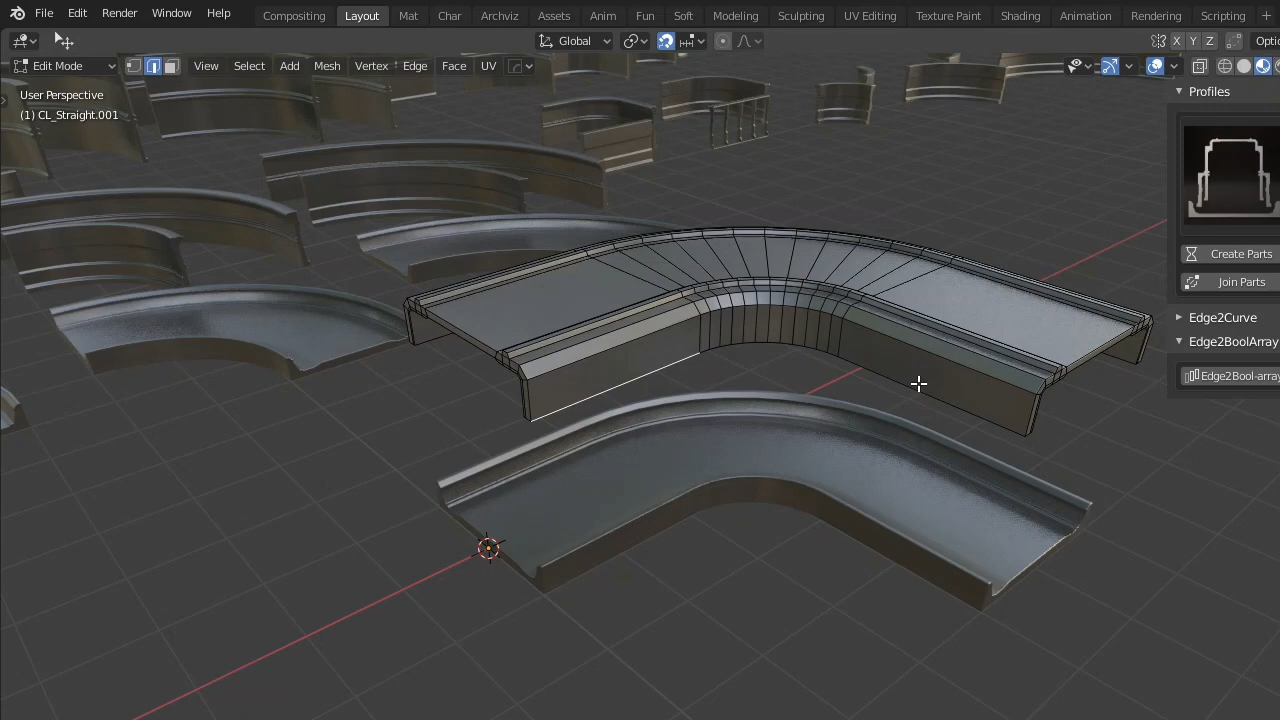 File Edit Render Window Help Compositing Layout Mat Char Archviz Assets Anim Fun Soft Modeling Sculpting UV Editing Texture Paint Shading Animation Rendering Scripting +
Global X Y Z Optio
Edit Mode View Select Add Mesh Vertex Edge Face UV
User Perspective
(1) CL_Straight.001
Profiles
Create Parts
Join Parts
Edge2Curve
Edge2BoolArray
Edge2Bool-array